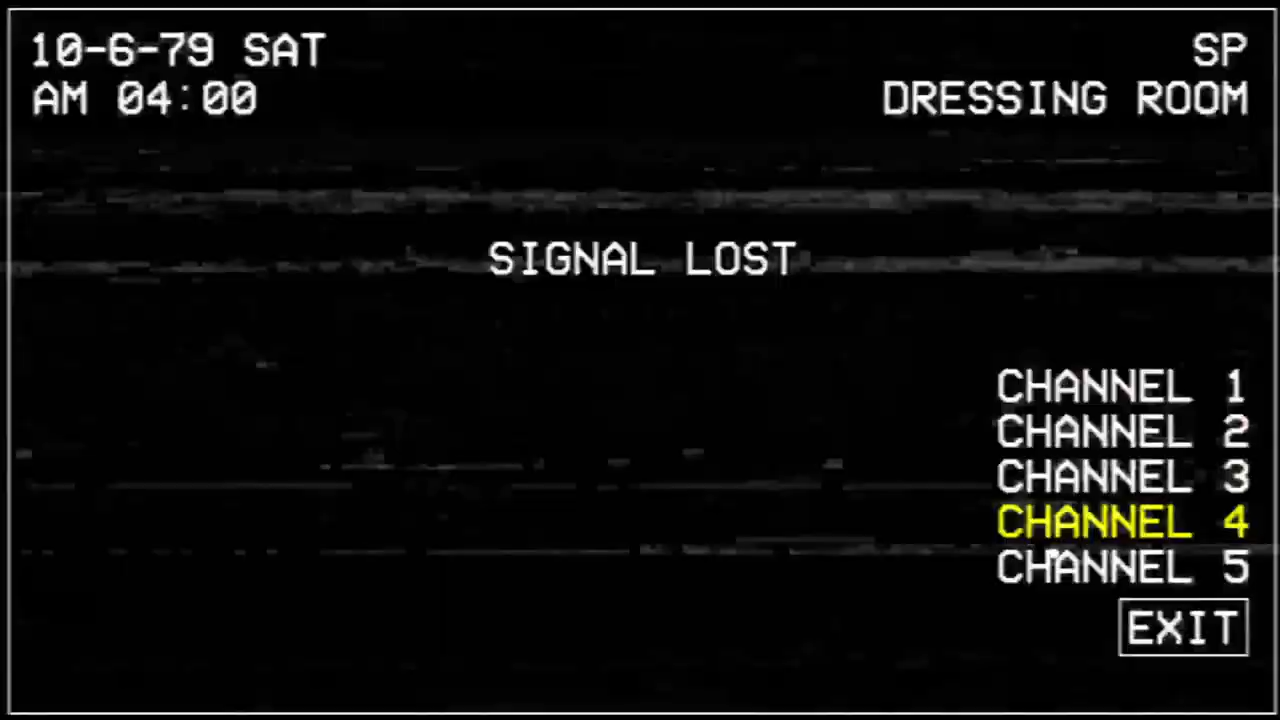 10-6-79 SAT
AM 04:00
SP
DRESSING ROOM
SIGNAL LOST
CHANNEL 1
CHANNEL 2
CHANNEL 3
CHANNEL 4
CHANNEL 5
EXIT